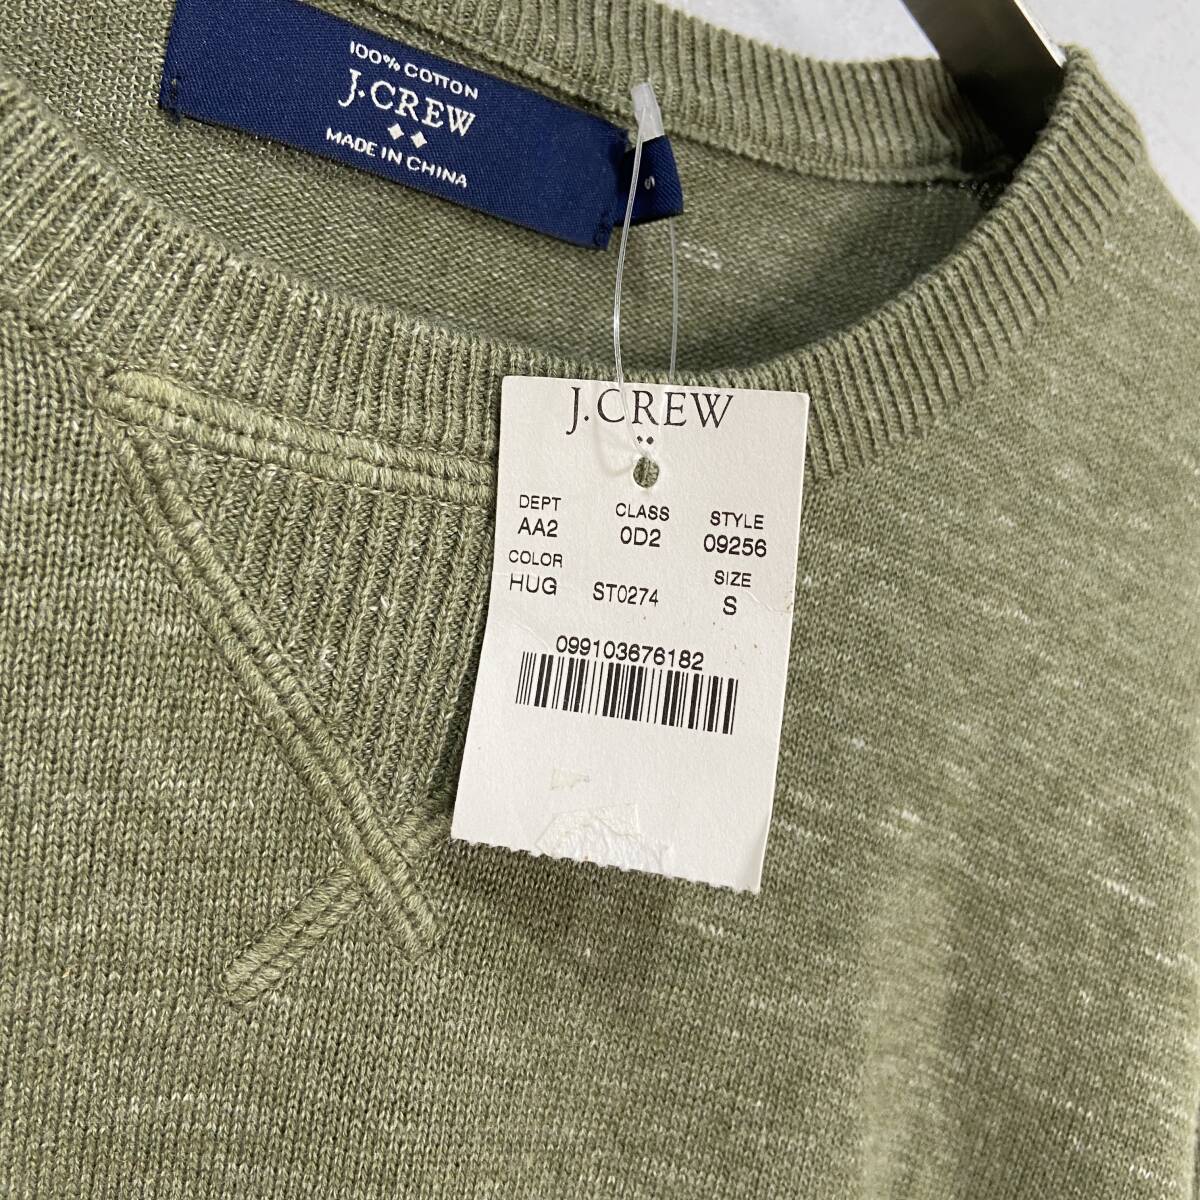 100% COTTON
J.CREW
MADE IN CHINA
S
J.CREW
DEPT CLASS STYLE
AA2 0D2 09256
COLOR SIZE
HUG ST0274 S
099103676182